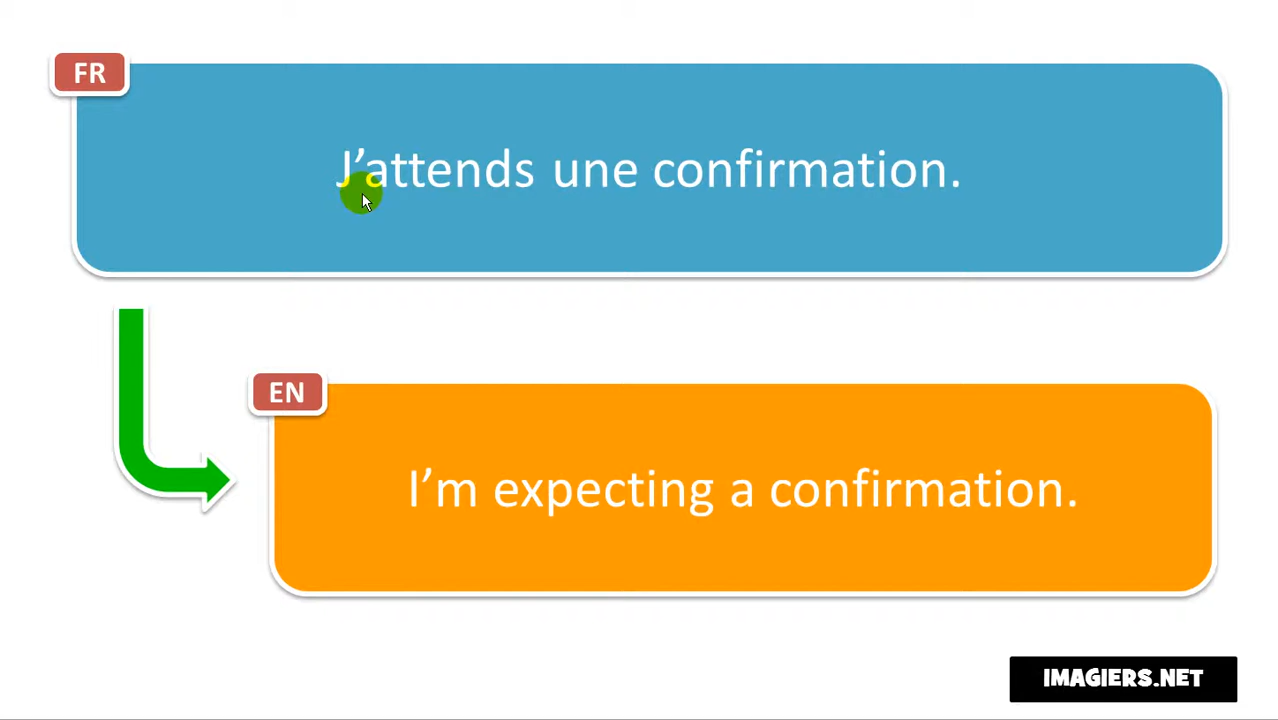 FR
J’attends une confirmation.
EN
I’m expecting a confirmation.
IMAGIERS.NET